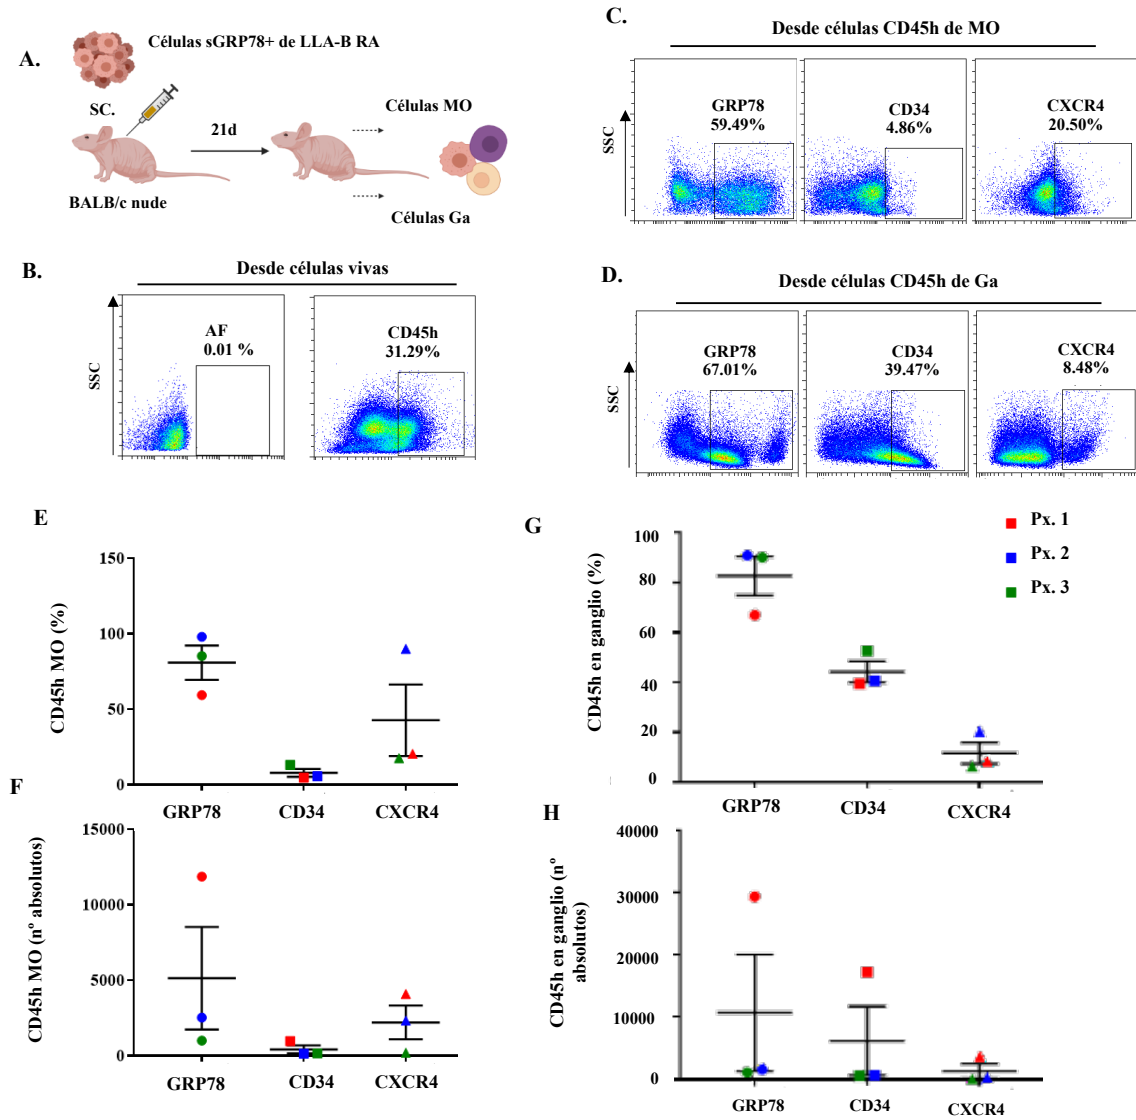 A.
Células sGRP78+ de LLA-B RA
SC.
21d
BALB/c nude
Células MO
Células Ga
B.
Desde células vivas
SSC
AF
0.01 %
CD45h
31.29%
C.
Desde células CD45h de MO
SSC
GRP78
59.49%
CD34
4.86%
CXCR4
20.50%
D.
Desde células CD45h de Ga
SSC
GRP78
67.01%
CD34
39.47%
CXCR4
8.48%
E
CD45h MO (%)
150
100
50
0
GRP78
CD34
CXCR4
G
CD45h en ganglio (%)
100
80
60
40
20
0
GRP78
CD34
CXCR4
Px. 1
Px. 2
Px. 3
F
CD45h MO (nº absolutos)
15000
10000
5000
0
GRP78
CD34
CXCR4
H
CD45h en ganglio (nº
absolutos)
40000
30000
20000
10000
0
GRP78
CD34
CXCR4